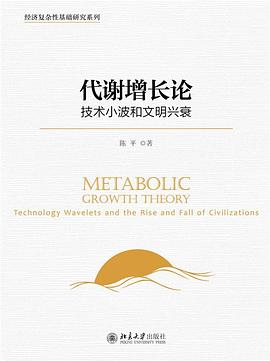 经济复杂性基础研究系列
代谢增长论
技术小波和文明兴衰
陈 平 ◎ 著
METABOLIC
GROWTH THEORY
Technology Wavelets and the Rise and Fall of Civilizations
北京大学出版社